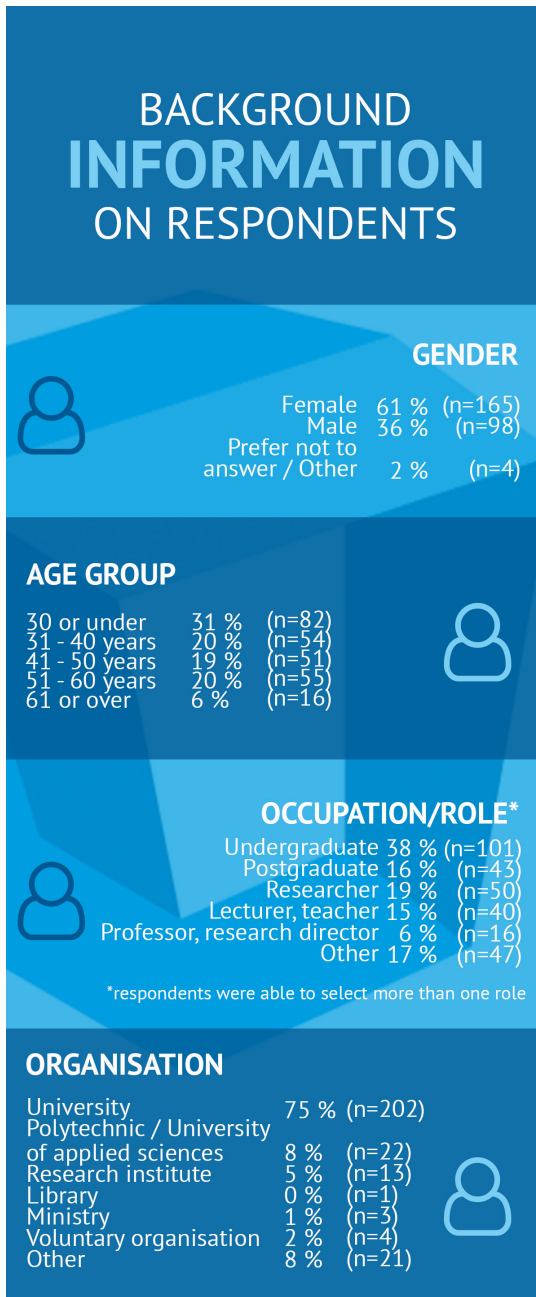 BACKGROUND
INFORMATION
ON RESPONDENTS
GENDER
Female 61 % (n=165)
Male 36 % (n=98)
Prefer not to
answer / Other 2 % (n=4)
AGE GROUP
30 or under 31 % (n=82)
31 - 40 years 20 % (n=54)
41 - 50 years 19 % (n=51)
51 - 60 years 20 % (n=55)
61 or over 6 % (n=16)
OCCUPATION/ROLE*
Undergraduate 38 % (n=101)
Postgraduate 16 % (n=43)
Researcher 19 % (n=50)
Lecturer, teacher 15 % (n=40)
Professor, research director 6 % (n=16)
Other 17 % (n=47)
*respondents were able to select more than one role
ORGANISATION
University 75 % (n=202)
Polytechnic / University
of applied sciences 8 % (n=22)
Research institute 5 % (n=13)
Library 0 % (n=1)
Ministry 1 % (n=3)
Voluntary organisation 2 % (n=4)
Other 8 % (n=21)